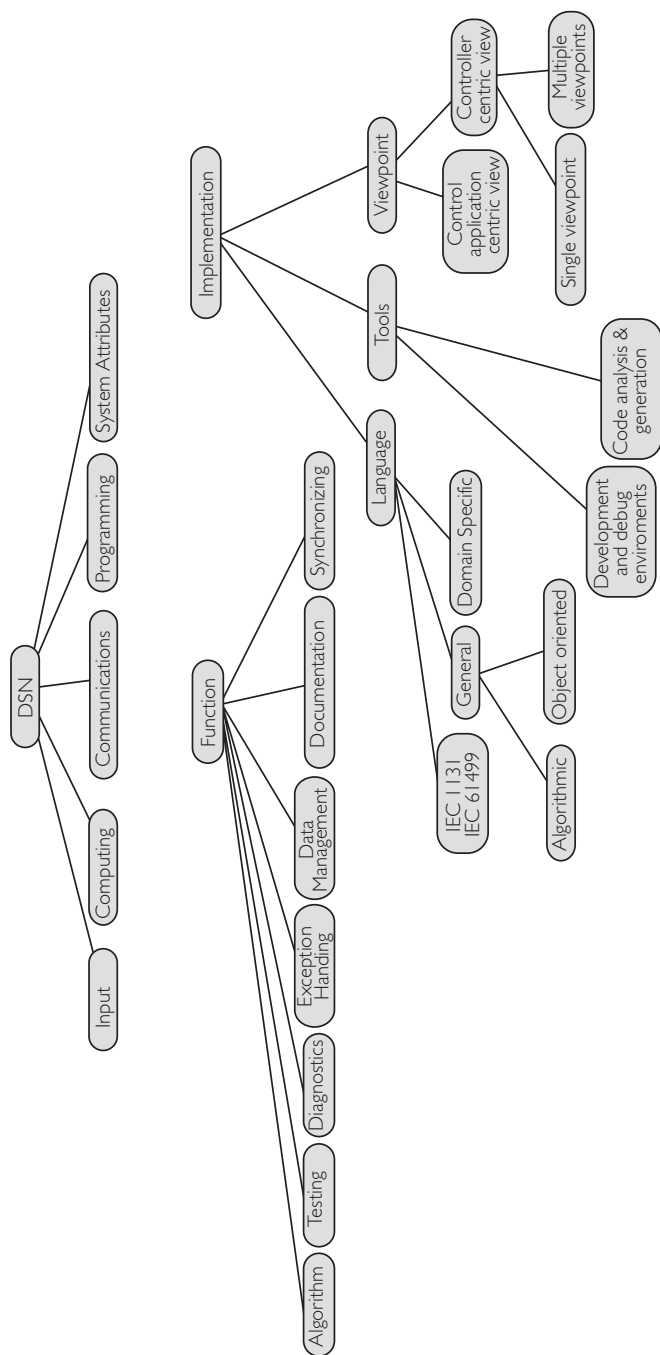 DSN
Input
Computing
Communications
Programming
System Attributes
Function
Implementation
Algorithm
Testing
Diagnostics
Exception
Handing
Data
Management
Documentation
Synchronizing
Language
Tools
Viewpoint
IEC 1131
IEC 61499
General
Domain Specific
Control
application
centric view
Controller
centric view
Algorithmic
Object oriented
Development
and debug
enviroments
Code analysis &
generation
Single viewpoint
Multiple
viewpoints